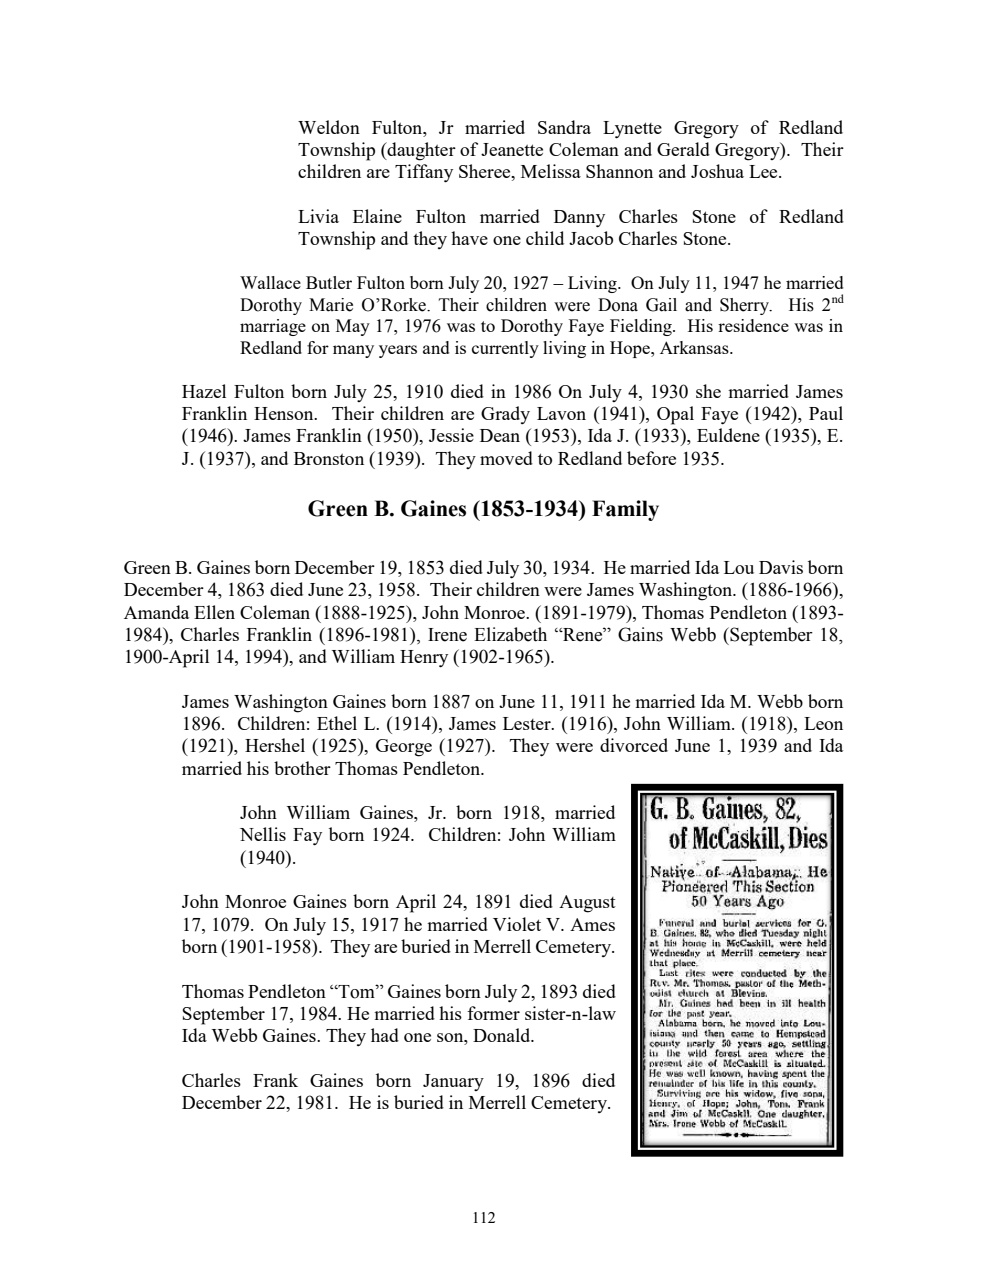 Weldon Fulton, Jr married Sandra Lynette Gregory of Redland
Township (daughter of Jeanette Coleman and Gerald Gregory). Their
children are Tiffany Sheree, Melissa Shannon and Joshua Lee.
Livia Elaine Fulton married Danny Charles Stone of Redland
Township and they have one child Jacob Charles Stone.
Wallace Butler Fulton born July 20, 1927 – Living. On July 11, 1947 he married
Dorothy Marie O’Rorke. Their children were Dona Gail and Sherry. His 2nd
marriage on May 17, 1976 was to Dorothy Faye Fielding. His residence was in
Redland for many years and is currently living in Hope, Arkansas.
Hazel Fulton born July 25, 1910 died in 1986 On July 4, 1930 she married James
Franklin Henson. Their children are Grady Lavon (1941), Opal Faye (1942), Paul
(1946). James Franklin (1950), Jessie Dean (1953), Ida J. (1933), Euldene (1935), E.
J. (1937), and Bronston (1939). They moved to Redland before 1935.
Green B. Gaines (1853-1934) Family
Green B. Gaines born December 19, 1853 died July 30, 1934. He married Ida Lou Davis born
December 4, 1863 died June 23, 1958. Their children were James Washington. (1886-1966),
Amanda Ellen Coleman (1888-1925), John Monroe. (1891-1979), Thomas Pendleton (1893-
1984), Charles Franklin (1896-1981), Irene Elizabeth “Rene” Gains Webb (September 18,
1900-April 14, 1994), and William Henry (1902-1965).
James Washington Gaines born 1887 on June 11, 1911 he married Ida M. Webb born
1896. Children: Ethel L. (1914), James Lester. (1916), John William. (1918), Leon
(1921), Hershel (1925), George (1927). They were divorced June 1, 1939 and Ida
married his brother Thomas Pendleton.
John William Gaines, Jr. born 1918, married
Nellis Fay born 1924. Children: John William
(1940).
John Monroe Gaines born April 24, 1891 died August
17, 1079. On July 15, 1917 he married Violet V. Ames
born (1901-1958). They are buried in Merrell Cemetery.
Thomas Pendleton “Tom” Gaines born July 2, 1893 died
September 17, 1984. He married his former sister-n-law
Ida Webb Gaines. They had one son, Donald.
Charles Frank Gaines born January 19, 1896 died
December 22, 1981. He is buried in Merrell Cemetery.
G. B. Gaines, 82,
of McCaskill, Dies
Native of Alabama, He
Pioneered This Section
50 Years Ago
Funeral and burial services for G.
B. Gaines, 82, who died Tuesday night
at his home in McCaskill, were held
Wednesday at Merrill cemetery near
that place.
Last rites were conducted by the
Rev. Mr. Thomas, pastor of the Meth-
odist church at Blevins.
Mr. Gaines had been in ill health
for the past year.
Alabama born, he moved into Lou-
isiana and then came to Hempstead
county nearly 50 years ago, settling
in the wild forest area where the
present site of McCaskill is situated.
He was well known, having spent the
remainder of his life in this county.
Surviving are his widow, five sons,
Henry, of Hope; John, Tom, Frank
and Jim of McCaskll. One daughter,
Mrs. Irone Webb of McCaskll.
112